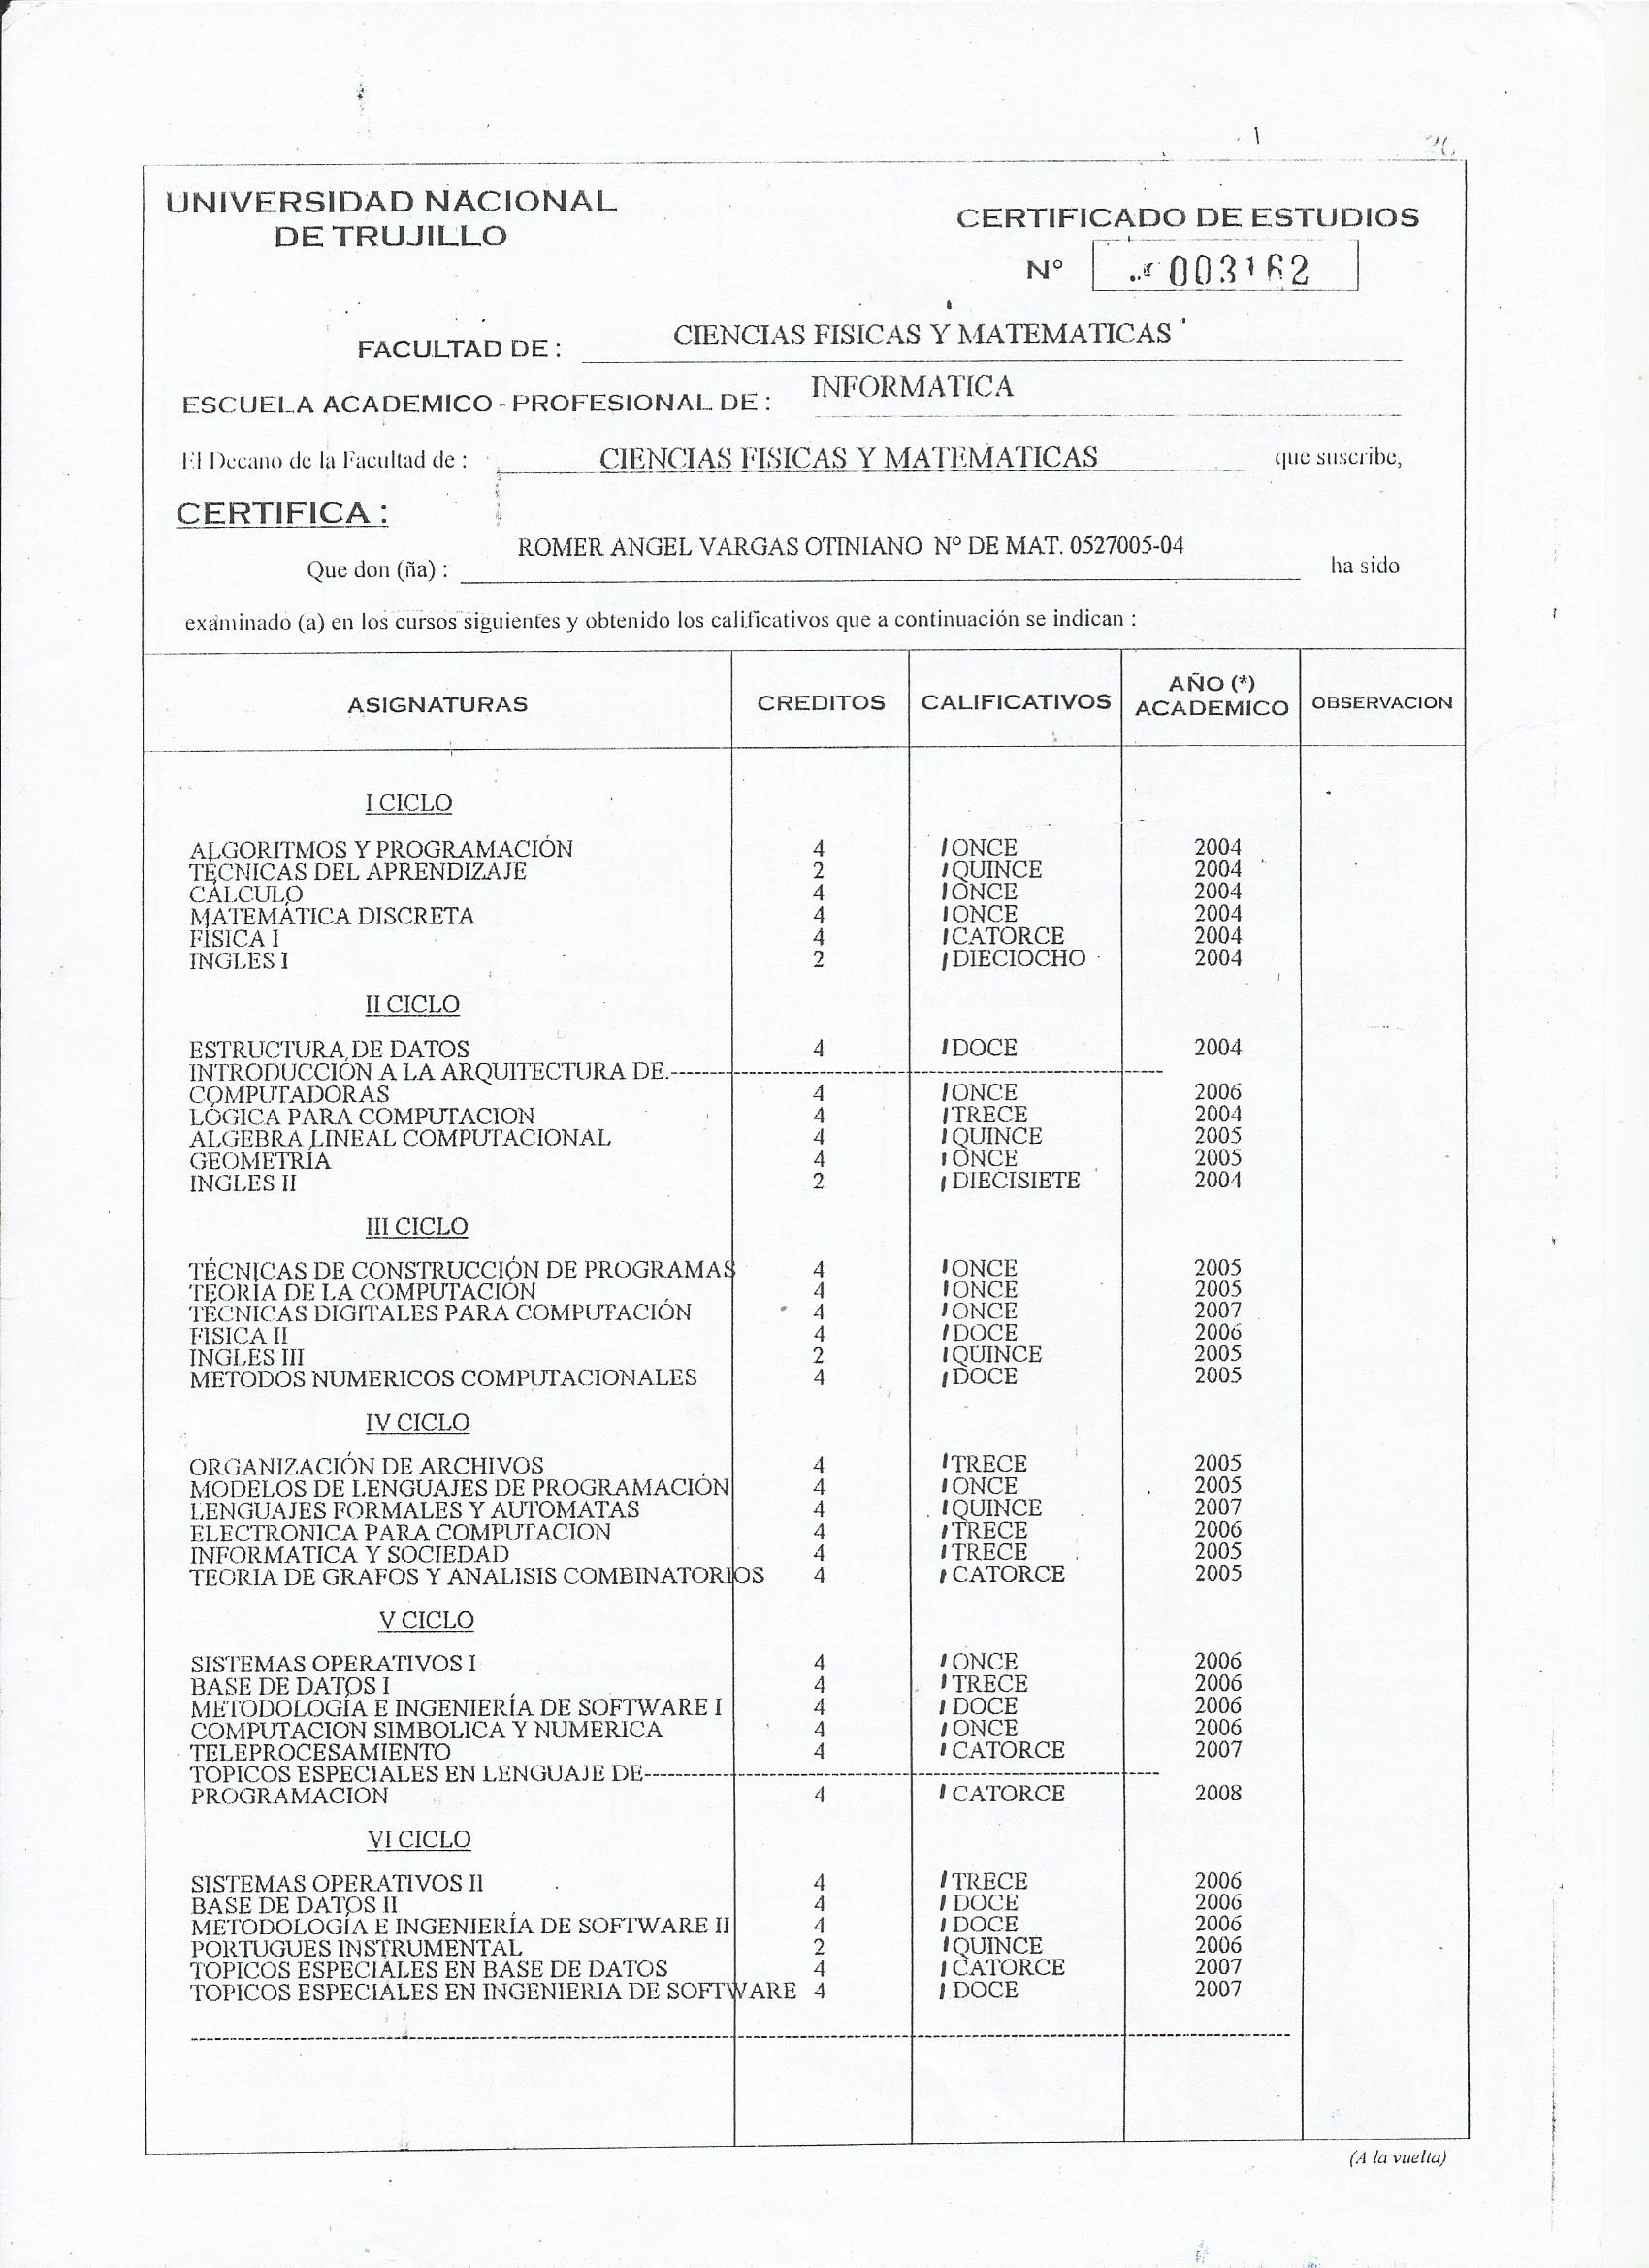 UNIVERSIDAD NACIONAL
DE TRUJILLO
CERTIFICADO DE ESTUDIOS
Nº 003162
FACULTAD DE : CIENCIAS FISICAS Y MATEMATICAS
ESCUELA ACADEMICO - PROFESIONAL DE : INFORMATICA
El Decano de la Facultad de : CIENCIAS FISICAS Y MATEMATICAS que suscribe,
CERTIFICA :
Que don (ña) : ROMER ANGEL VARGAS OTINIANO Nº DE MAT. 0527005-04 ha sido
examinado (a) en los cursos siguientes y obtenido los calificativos que a continuación se indican :
ASIGNATURAS CREDITOS CALIFICATIVOS AÑO (*) ACADEMICO OBSERVACION
I CICLO
ALGORITMOS Y PROGRAMACIÓN 4 ONCE 2004
TÉCNICAS DEL APRENDIZAJE 2 QUINCE 2004
CÁLCULO 4 ONCE 2004
MATEMÁTICA DISCRETA 4 ONCE 2004
FÍSICA I 4 CATORCE 2004
INGLES I 2 DIECIOCHO 2004
II CICLO
ESTRUCTURA DE DATOS 4 DOCE 2004
INTRODUCCIÓN A LA ARQUITECTURA DE.------------------------------
COMPUTADORAS 4 ONCE 2006
LÓGICA PARA COMPUTACION 4 TRECE 2004
ALGEBRA LINEAL COMPUTACIONAL 4 QUINCE 2005
GEOMETRÍA 4 ONCE 2005
INGLES II 2 DIECISIETE 2004
III CICLO
TÉCNICAS DE CONSTRUCCIÓN DE PROGRAMAS 4 ONCE 2005
TEORÍA DE LA COMPUTACIÓN 4 ONCE 2005
TÉCNICAS DIGITALES PARA COMPUTACIÓN 4 ONCE 2007
FISICA II 4 DOCE 2006
INGLES III 2 QUINCE 2005
METODOS NUMERICOS COMPUTACIONALES 4 DOCE 2005
IV CICLO
ORGANIZACIÓN DE ARCHIVOS 4 TRECE 2005
MODELOS DE LENGUAJES DE PROGRAMACIÓN 4 ONCE 2005
LENGUAJES FORMALES Y AUTOMATAS 4 QUINCE 2007
ELECTRONICA PARA COMPUTACION 4 TRECE 2006
INFORMATICA Y SOCIEDAD 4 TRECE 2005
TEORIA DE GRAFOS Y ANALISIS COMBINATORIOS 4 CATORCE 2005
V CICLO
SISTEMAS OPERATIVOS I 4 ONCE 2006
BASE DE DATOS I 4 TRECE 2006
METODOLOGÍA E INGENIERÍA DE SOFTWARE I 4 DOCE 2006
COMPUTACION SIMBOLICA Y NUMERICA 4 ONCE 2006
TELEPROCESAMIENTO 4 CATORCE 2007
TOPICOS ESPECIALES EN LENGUAJE DE------------------------------
PROGRAMACION 4 CATORCE 2008
VI CICLO
SISTEMAS OPERATIVOS II 4 TRECE 2006
BASE DE DATOS II 4 DOCE 2006
METODOLOGÍA E INGENIERÍA DE SOFTWARE II 4 DOCE 2006
PORTUGUES INSTRUMENTAL 2 QUINCE 2006
TOPICOS ESPECIALES EN BASE DE DATOS 4 CATORCE 2007
TOPICOS ESPECIALES EN INGENIERIA DE SOFTWARE 4 DOCE 2007
(A la vuelta)